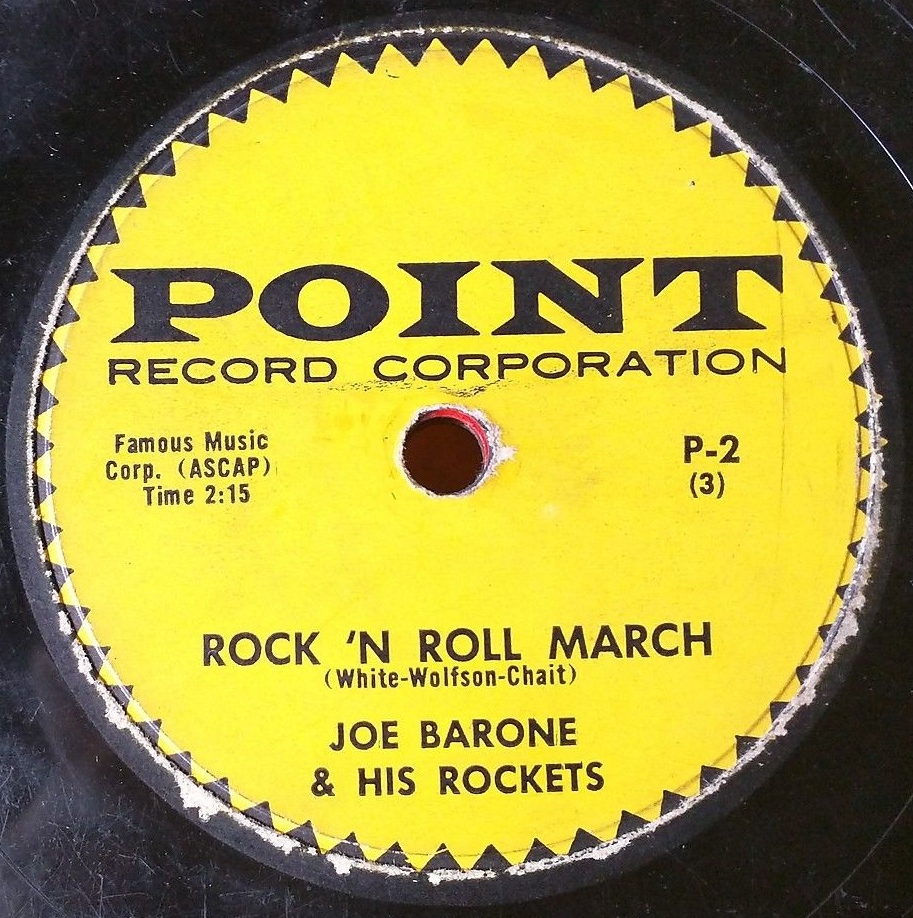 POINT
RECORD CORPORATION
Famous Music
Corp. (ASCAP)
Time 2:15
P-2
(3)
ROCK 'N ROLL MARCH
(White-Wolfson-Chait)
JOE BARONE
& HIS ROCKETS